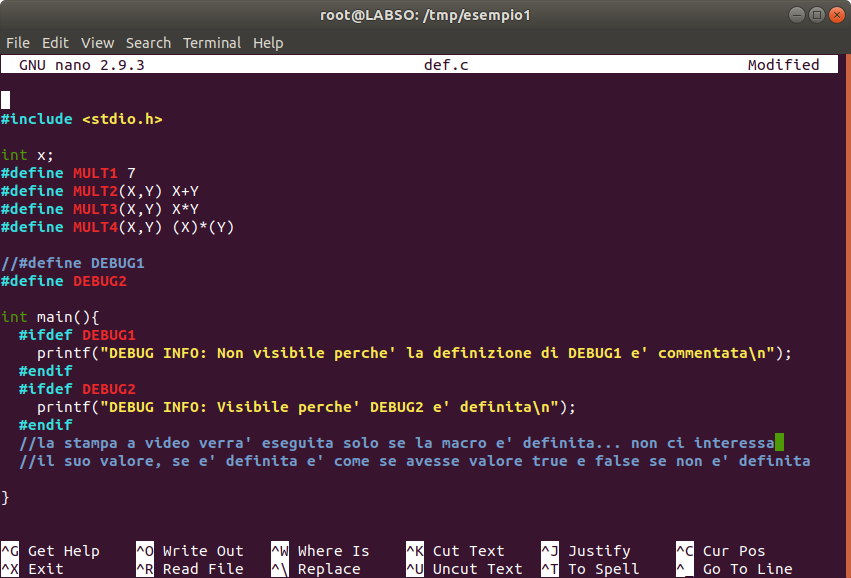 root@LABSO: /tmp/esempio1
File Edit View Search Terminal Help
GNU nano 2.9.3 def.c Modified
#include <stdio.h>
int x;
#define MULT1 7
#define MULT2(X,Y) X+Y
#define MULT3(X,Y) X*Y
#define MULT4(X,Y) (X)*(Y)
//#define DEBUG1
#define DEBUG2
int main(){
#ifdef DEBUG1
printf("DEBUG INFO: Non visibile perche' la definizione di DEBUG1 e' commentata\n");
#endif
#ifdef DEBUG2
printf("DEBUG INFO: Visibile perche' DEBUG2 e' definita\n");
#endif
//la stampa a video verra' eseguita solo se la macro e' definita... non ci interessa
//il suo valore, se e' definita e' come se avesse valore true e false se non e' definita
}
^G Get Help ^O Write Out ^W Where Is ^K Cut Text ^J Justify ^C Cur Pos
^X Exit ^R Read File ^\ Replace ^U Uncut Text ^T To Spell ^_ Go To Line